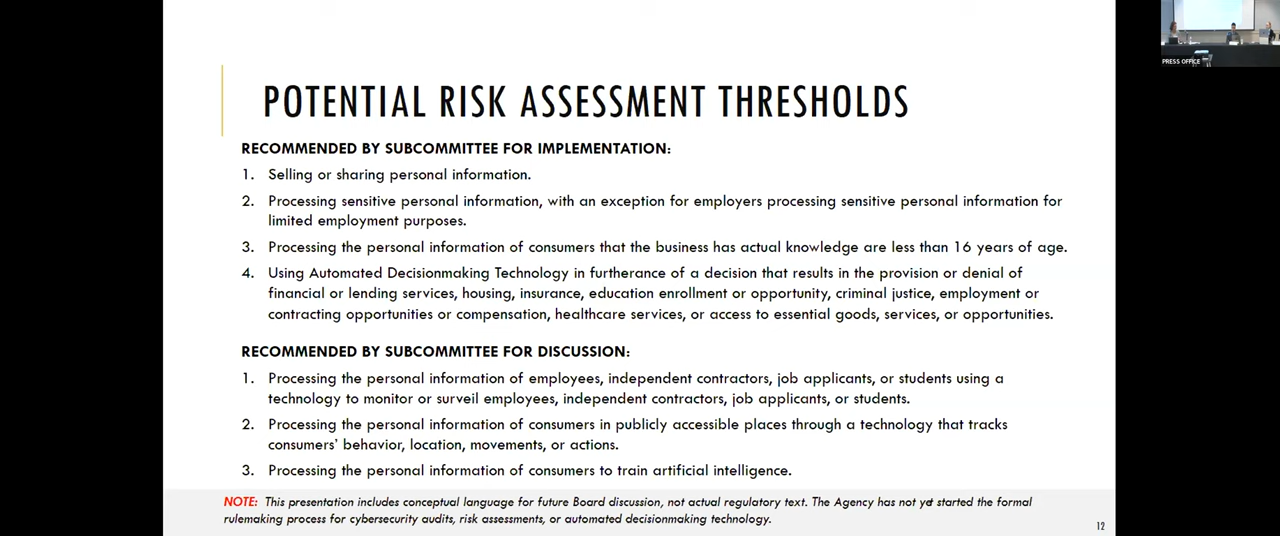 PRESS OFFICE
POTENTIAL RISK ASSESSMENT THRESHOLDS
RECOMMENDED BY SUBCOMMITTEE FOR IMPLEMENTATION:
1. Selling or sharing personal information.
2. Processing sensitive personal information, with an exception for employers processing sensitive personal information for
limited employment purposes.
3. Processing the personal information of consumers that the business has actual knowledge are less than 16 years of age.
4. Using Automated Decisionmaking Technology in furtherance of a decision that results in the provision or denial of
financial or lending services, housing, insurance, education enrollment or opportunity, criminal justice, employment or
contracting opportunities or compensation, healthcare services, or access to essential goods, services, or opportunities.
RECOMMENDED BY SUBCOMMITTEE FOR DISCUSSION:
1. Processing the personal information of employees, independent contractors, job applicants, or students using a
technology to monitor or surveil employees, independent contractors, job applicants, or students.
2. Processing the personal information of consumers in publicly accessible places through a technology that tracks
consumers' behavior, location, movements, or actions.
3. Processing the personal information of consumers to train artificial intelligence.
NOTE: This presentation includes conceptual language for future Board discussion, not actual regulatory text. The Agency has not yet started the formal
rulemaking process for cybersecurity audits, risk assessments, or automated decisionmaking technology.
12